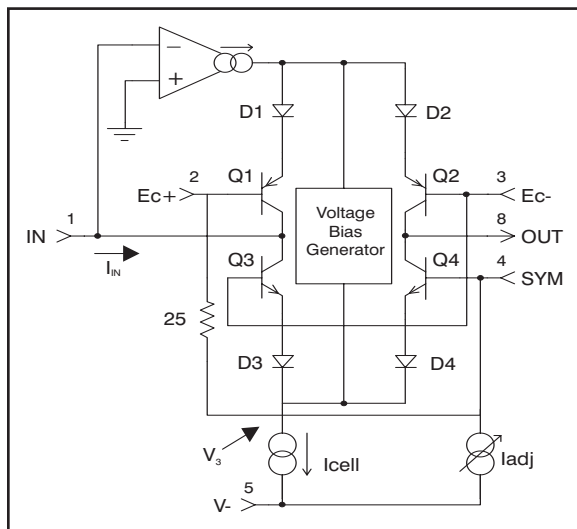 −
+
D1
D2
2
Q1
Q2
3
Ec+
Ec-
Voltage
Bias
Generator
1
IN
8
OUT
I_IN
Q3
Q4
4
SYM
25
D3
D4
V_3
Icell
Iadj
5
V-